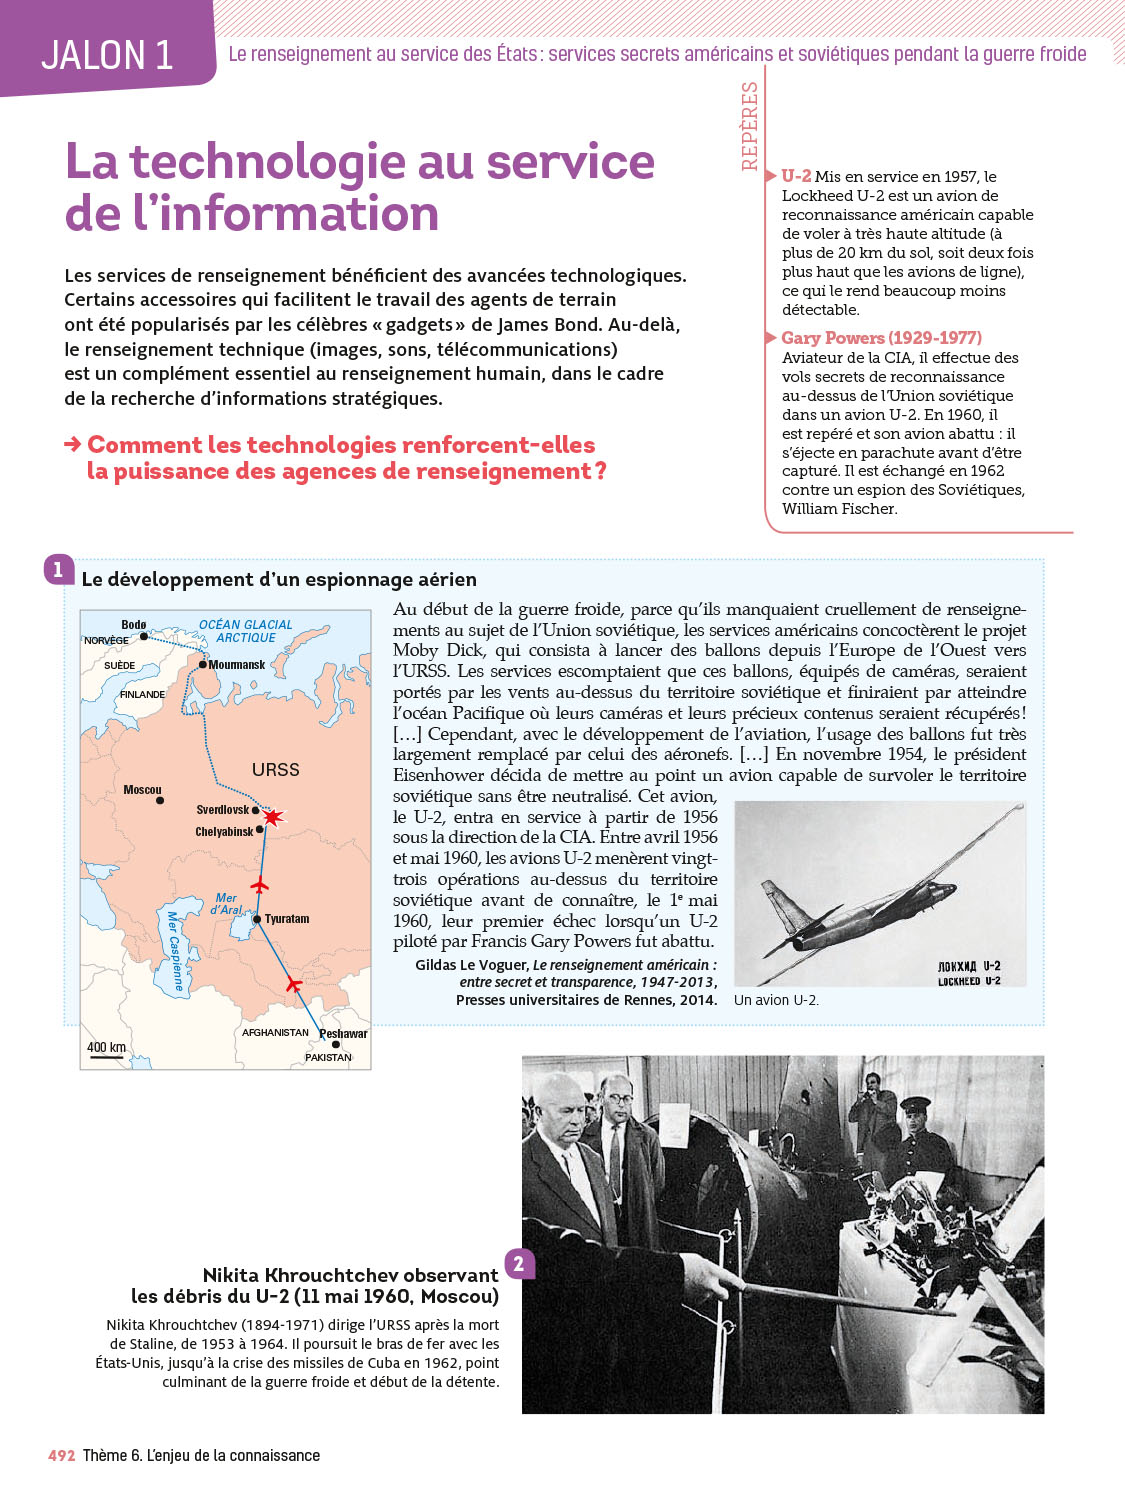 JALON 1
Le renseignement au service des États : services secrets américains et soviétiques pendant la guerre froide
La technologie au service
de l'information
Les services de renseignement bénéficient des avancées technologiques.
Certains accessoires qui facilitent le travail des agents de terrain
ont été popularisés par les célèbres « gadgets » de James Bond. Au-delà,
le renseignement technique (images, sons, télécommunications)
est un complément essentiel au renseignement humain, dans le cadre
de la recherche d'informations stratégiques.
→ Comment les technologies renforcent-elles
la puissance des agences de renseignement ?
REPÈRES
U-2 Mis en service en 1957, le
Lockheed U-2 est un avion de
reconnaissance américain capable
de voler à très haute altitude (à
plus de 20 km du sol, soit deux fois
plus haut que les avions de ligne),
ce qui le rend beaucoup moins
détectable.
Gary Powers (1929-1977)
Aviateur de la CIA, il effectue des
vols secrets de reconnaissance
au-dessus de l'Union soviétique
dans un avion U-2. En 1960, il
est repéré et son avion abattu : il
s'éjecte en parachute avant d'être
capturé. Il est échangé en 1962
contre un espion des Soviétiques,
William Fischer.
1
Le développement d'un espionnage aérien
Bodø
OCÉAN GLACIAL
ARCTIQUE
NORVÈGE
SUÈDE
Mourmansk
FINLANDE
URSS
Moscou
Sverdlovsk
Chelyabinsk
Mer
d'Aral
Mer Caspienne
Tyuratam
AFGHANISTAN
Peshawar
400 km
PAKISTAN
Au début de la guerre froide, parce qu'ils manquaient cruellement de renseigne-
ments au sujet de l'Union soviétique, les services américains concoctèrent le projet
Moby Dick, qui consista à lancer des ballons depuis l'Europe de l'Ouest vers
l'URSS. Les services escomptaient que ces ballons, équipés de caméras, seraient
portés par les vents au-dessus du territoire soviétique et finiraient par atteindre
l'océan Pacifique où leurs caméras et leurs précieux contenus seraient récupérés !
[…] Cependant, avec le développement de l'aviation, l'usage des ballons fut très
largement remplacé par celui des aéronefs. […] En novembre 1954, le président
Eisenhower décida de mettre au point un avion capable de survoler le territoire
soviétique sans être neutralisé. Cet avion,
le U-2, entra en service à partir de 1956
sous la direction de la CIA. Entre avril 1956
et mai 1960, les avions U-2 menèrent vingt-
trois opérations au-dessus du territoire
soviétique avant de connaître, le 1e mai
1960, leur premier échec lorsqu'un U-2
piloté par Francis Gary Powers fut abattu.
Gildas Le Voguer, Le renseignement américain :
entre secret et transparence, 1947-2013,
Presses universitaires de Rennes, 2014.
ЛОКХИД U-2
LOCKHEED U-2
Un avion U-2.
2
Nikita Khrouchtchev observant
les débris du U-2 (11 mai 1960, Moscou)
Nikita Khrouchtchev (1894-1971) dirige l'URSS après la mort
de Staline, de 1953 à 1964. Il poursuit le bras de fer avec les
États-Unis, jusqu'à la crise des missiles de Cuba en 1962, point
culminant de la guerre froide et début de la détente.
492 Thème 6. L'enjeu de la connaissance